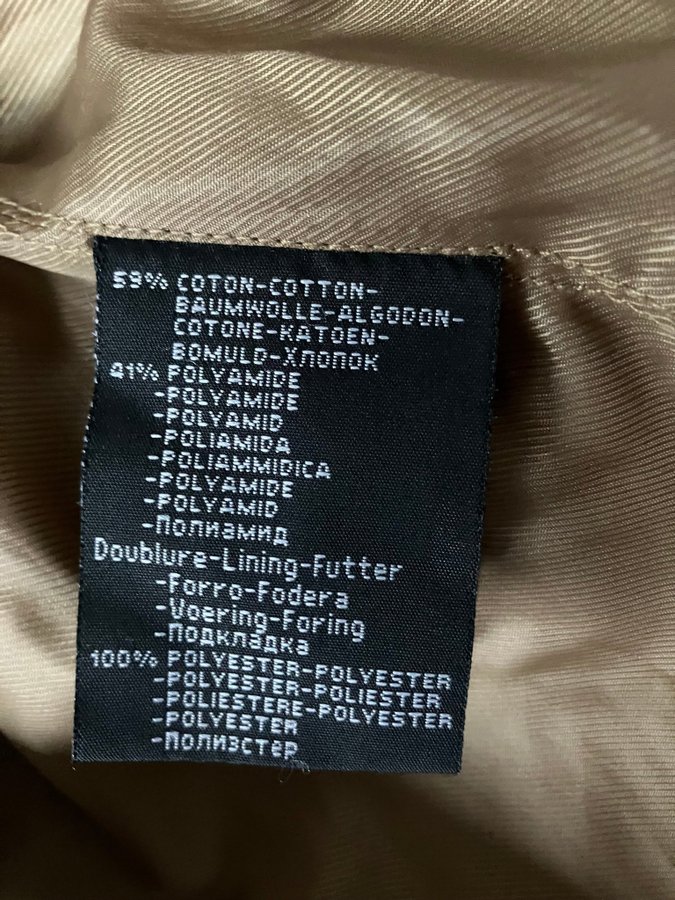 59% COTON-COTTON-
BAUMWOLLE-ALGODON-
COTONE-KATOEN-
BOMULD-ХЛОПОК
41% POLYAMIDE
-POLYAMIDE
-POLYAMID
-POLIAMIDA
-POLIAMMIDICA
-POLYAMIDE
-POLYAMID
-ПОЛИЭМИД
Doublure-Lining-Futter
-Forro-Fodera
-Voering-Foring
-Подкладка
100% POLYESTER-POLYESTER
-POLYESTER-POLIESTER
-POLIESTERE-POLYESTER
-POLYESTER
-Полиэстер